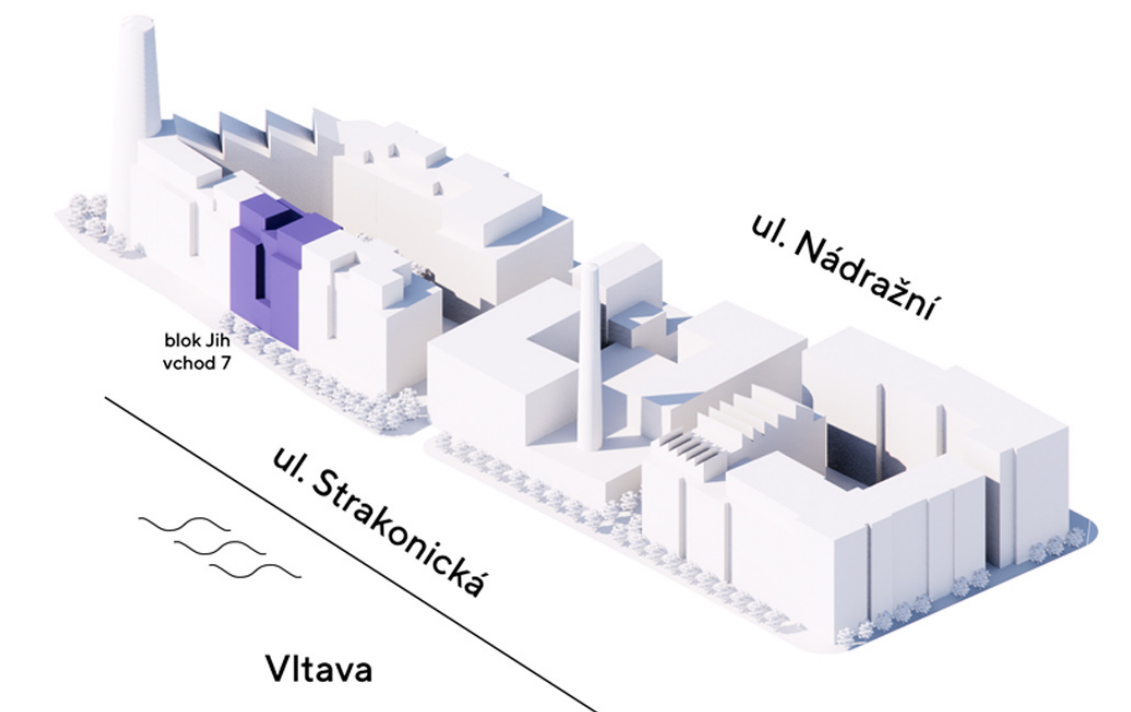 ul. Nádražní
blok Jih
vchod 7
ul. Strakonická
Vltava